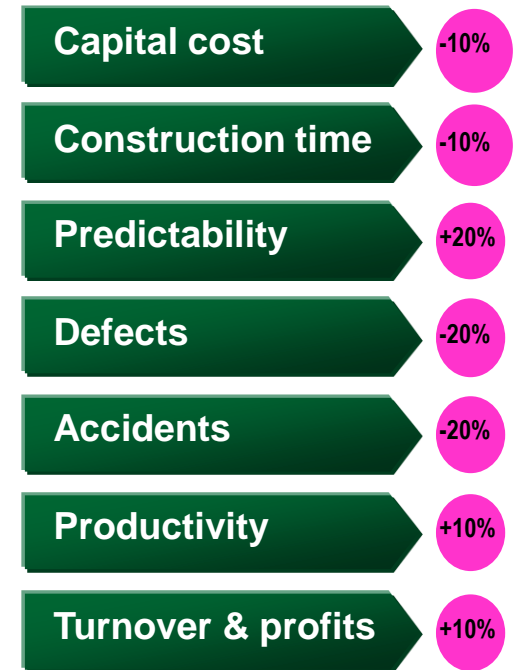 Capital cost -10%
Construction time -10%
Predictability +20%
Defects -20%
Accidents -20%
Productivity +10%
Turnover & profits +10%